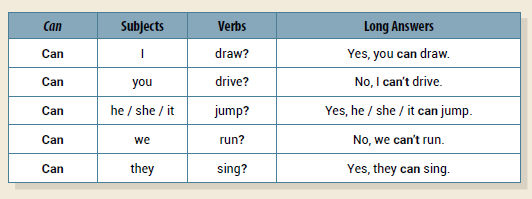 Can Subjects Verbs Long Answers
Can I draw? Yes, you can draw.
Can you drive? No, I can't drive.
Can he / she / it jump? Yes, he / she / it can jump.
Can we run? No, we can't run.
Can they sing? Yes, they can sing.